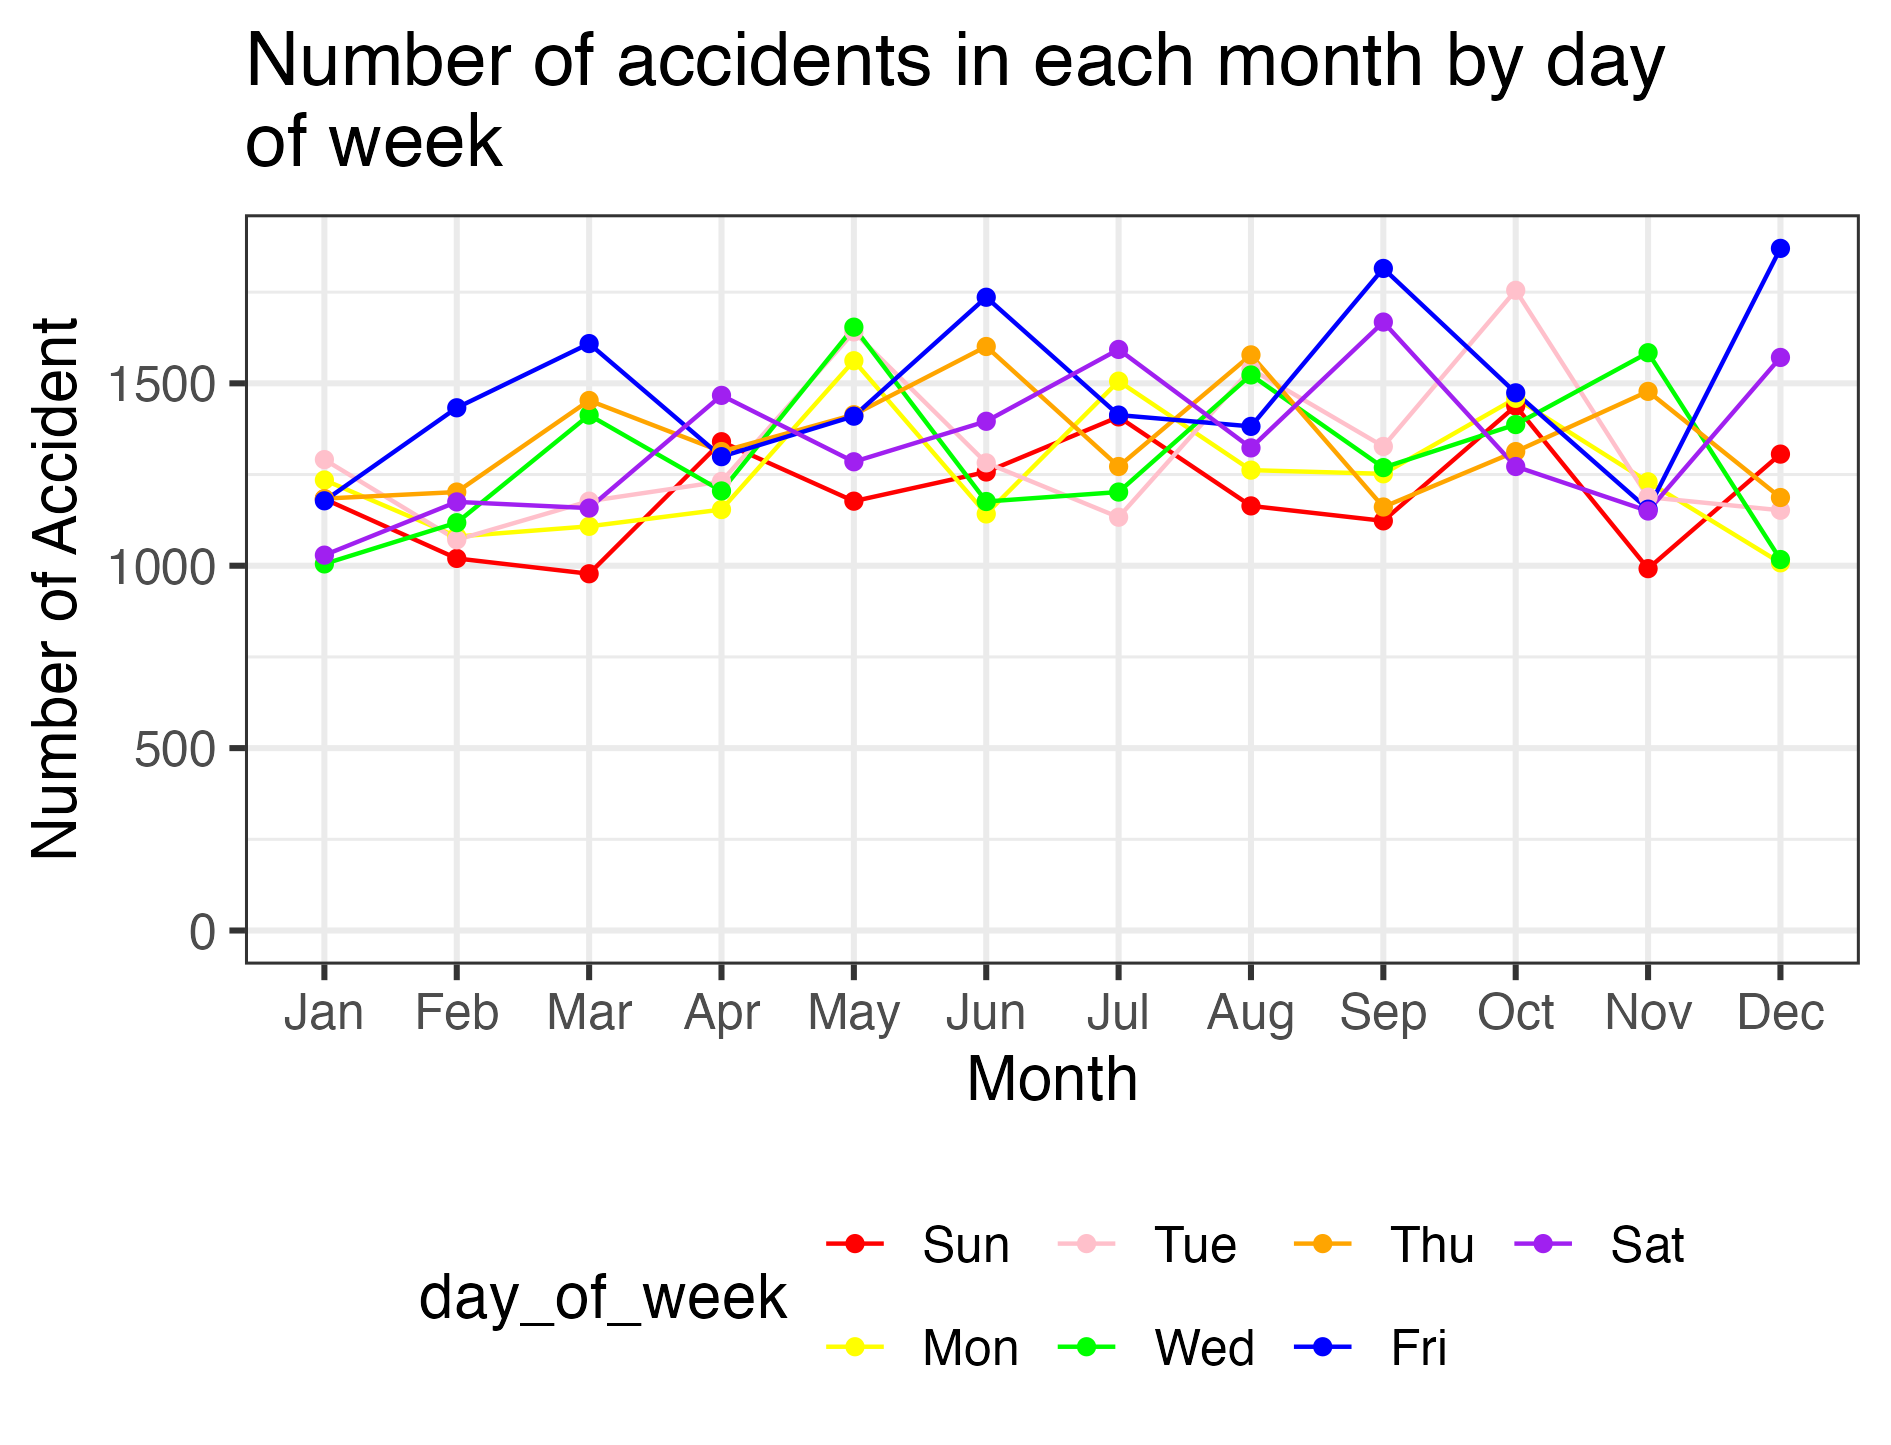 Number of accidents in each month by day
of week
Number of Accident
1500
1000
500
0
Jan Feb Mar Apr May Jun Jul Aug Sep Oct Nov Dec
Month
day_of_week
Sun Tue Thu Sat
Mon Wed Fri